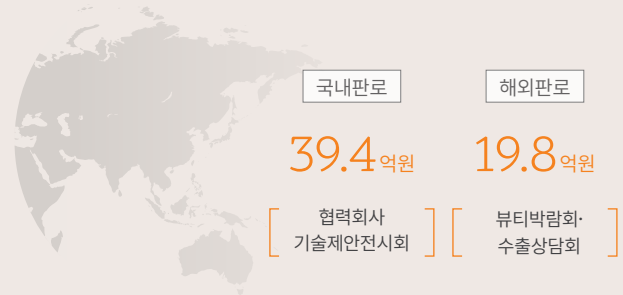 국내판로
39.4억원
협력회사
기술제안전시회
해외판로
19.8억원
뷰티박람회·
수출상담회